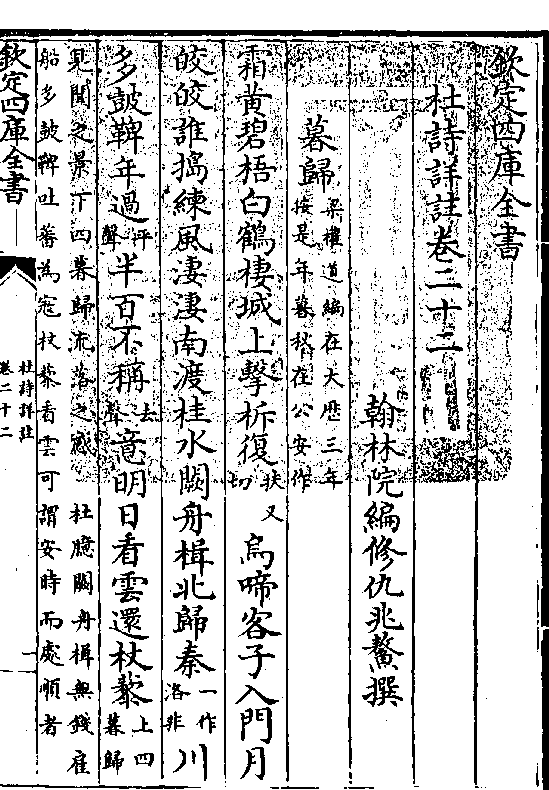 欽定四庫全書
杜詩詳註卷二十二
翰林院編修仇兆鰲撰
暮歸
梁權道編在大厯三年
按是年暮秋在公安作
霜黄碧梧白鶴棲城上擊柝復扶又切烏啼客子入門月
皎皎誰搗練風淒淒南渡桂水闕舟楫北歸秦一作洛非川
多鼓鞞年過平聲半百不稱去聲意明日看雲還杖藜上四暮歸
見聞之景下四暮歸流落之感 杜臆闕舟楫無錢雇
船多鼓鞞吐蕃為寇杖藜看雲可謂安時而處順者
欽定四庫全書
杜詩詳註
卷二十二
一